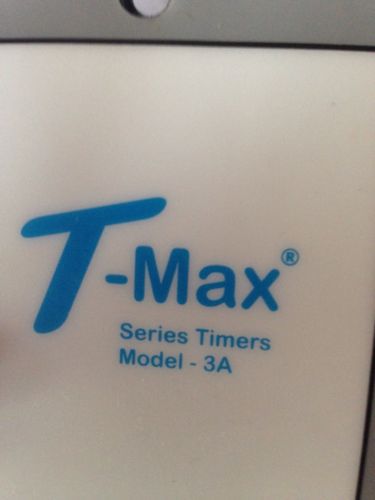 T-Max®
Series Timers
Model - 3A